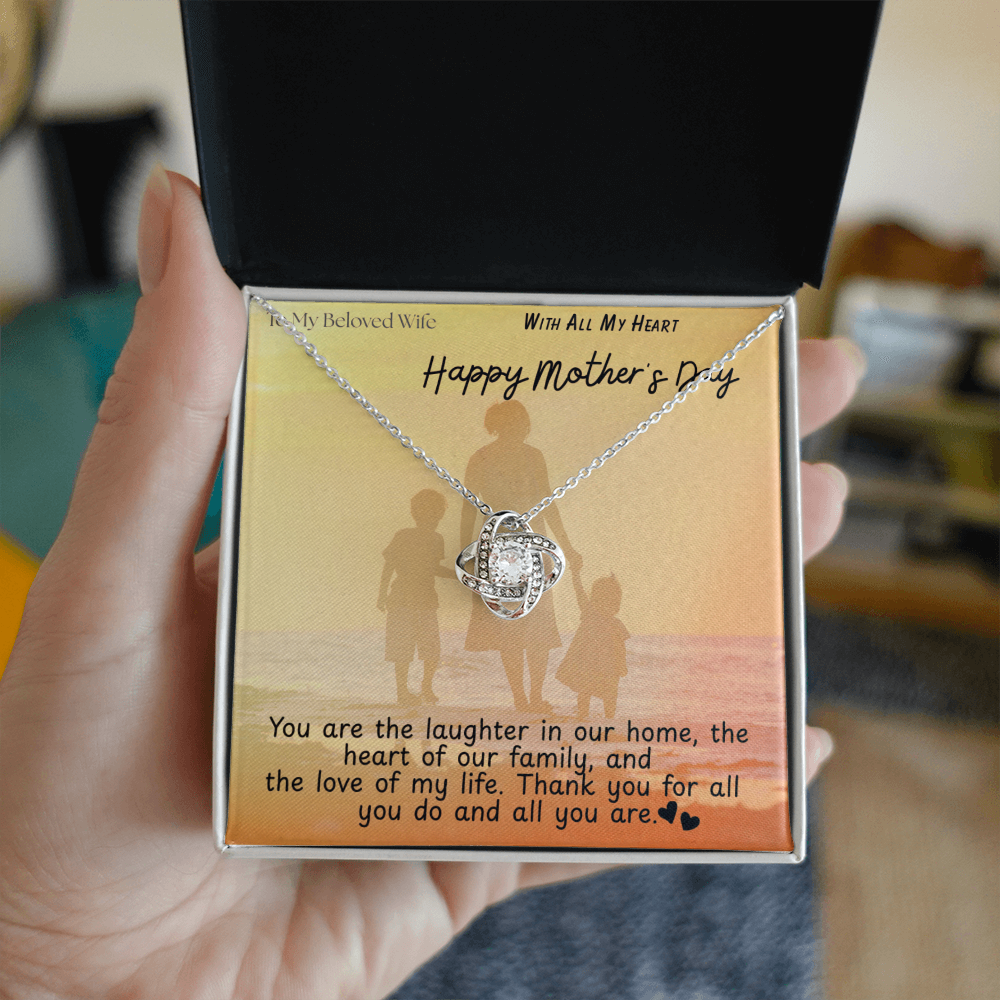 To My Beloved Wife
With All My Heart
Happy Mother's Day
You are the laughter in our home, the
heart of our family, and
the love of my life. Thank you for all
you do and all you are.